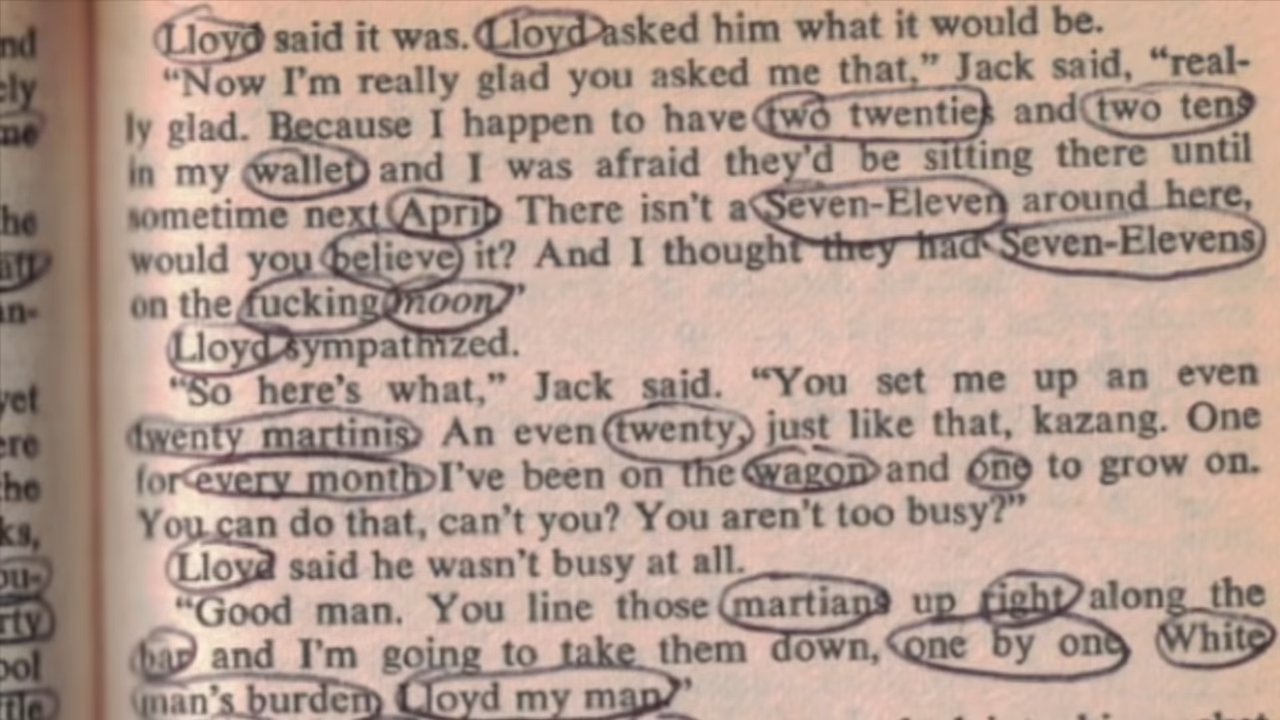 Lloyd said it was. Lloyd asked him what it would be.
"Now I'm really glad you asked me that," Jack said, "real-
ly glad. Because I happen to have two twenties and two tens
in my wallet and I was afraid they'd be sitting there until
sometime next April. There isn't a Seven-Eleven around here,
would you believe it? And I thought they had Seven-Elevens
on the fucking moon."
Lloyd sympathized.
"So here's what," Jack said. "You set me up an even
twenty martinis. An even twenty, just like that, kazang. One
for every month I've been on the wagon and one to grow on.
You can do that, can't you? You aren't too busy?"
Lloyd said he wasn't busy at all.
"Good man. You line those martians up right along the
bar and I'm going to take them down, one by one. White
man's burden, Lloyd my man."